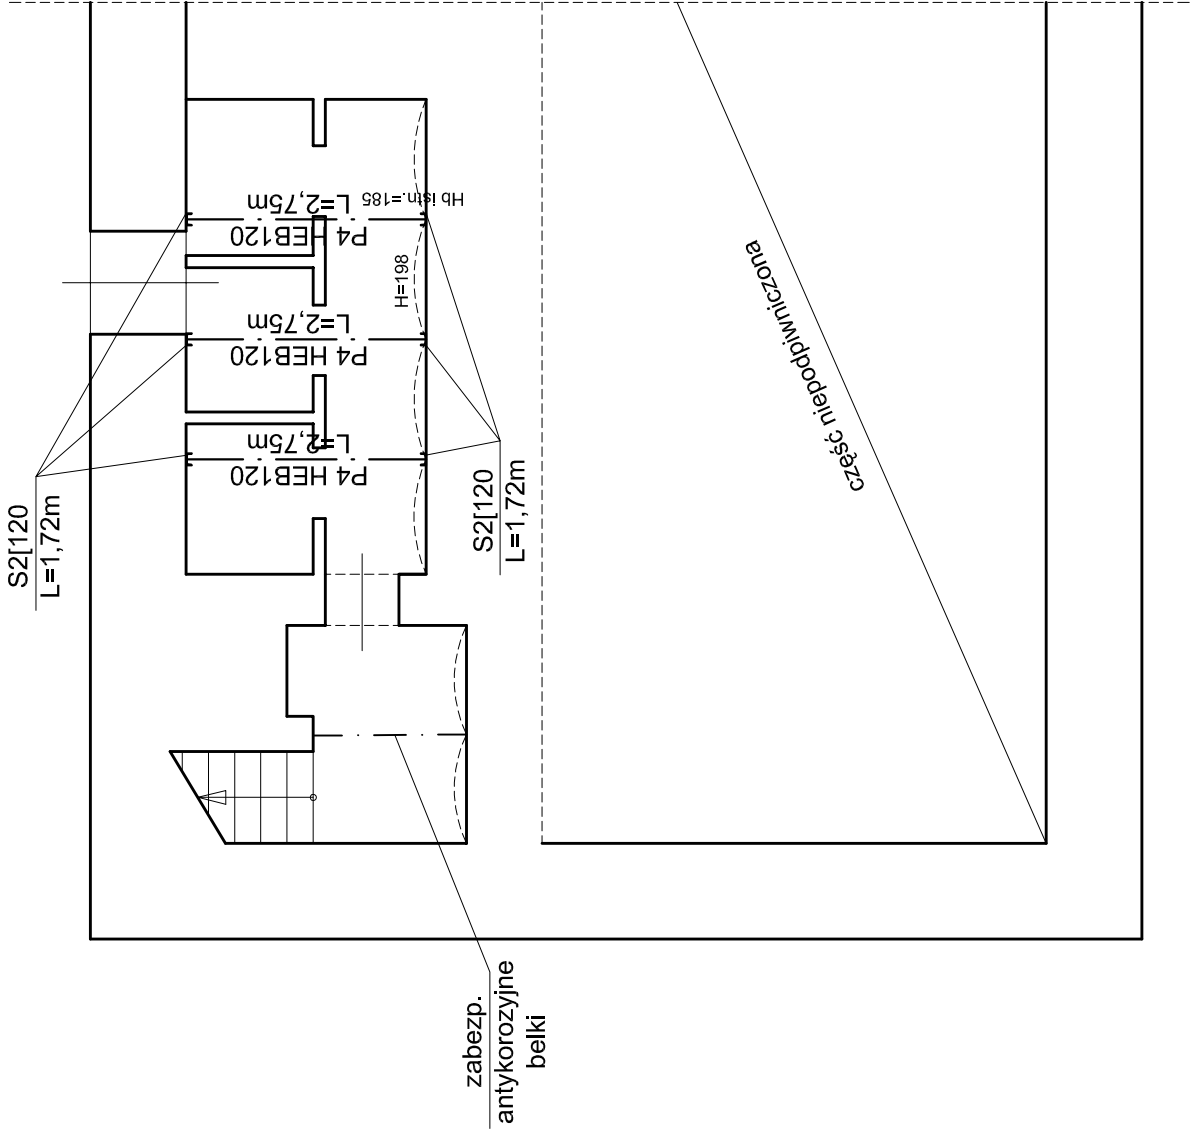 L=2,75m
P4 HEB120
Hb istn.=185
H=198
L=2,75m
P4 HEB120
L=2,75m
P4 HEB120
S2[120
L=1,72m
S2[120
L=1,72m
część niepodpiwniczona
zabezp.
antykorozyjne
belki